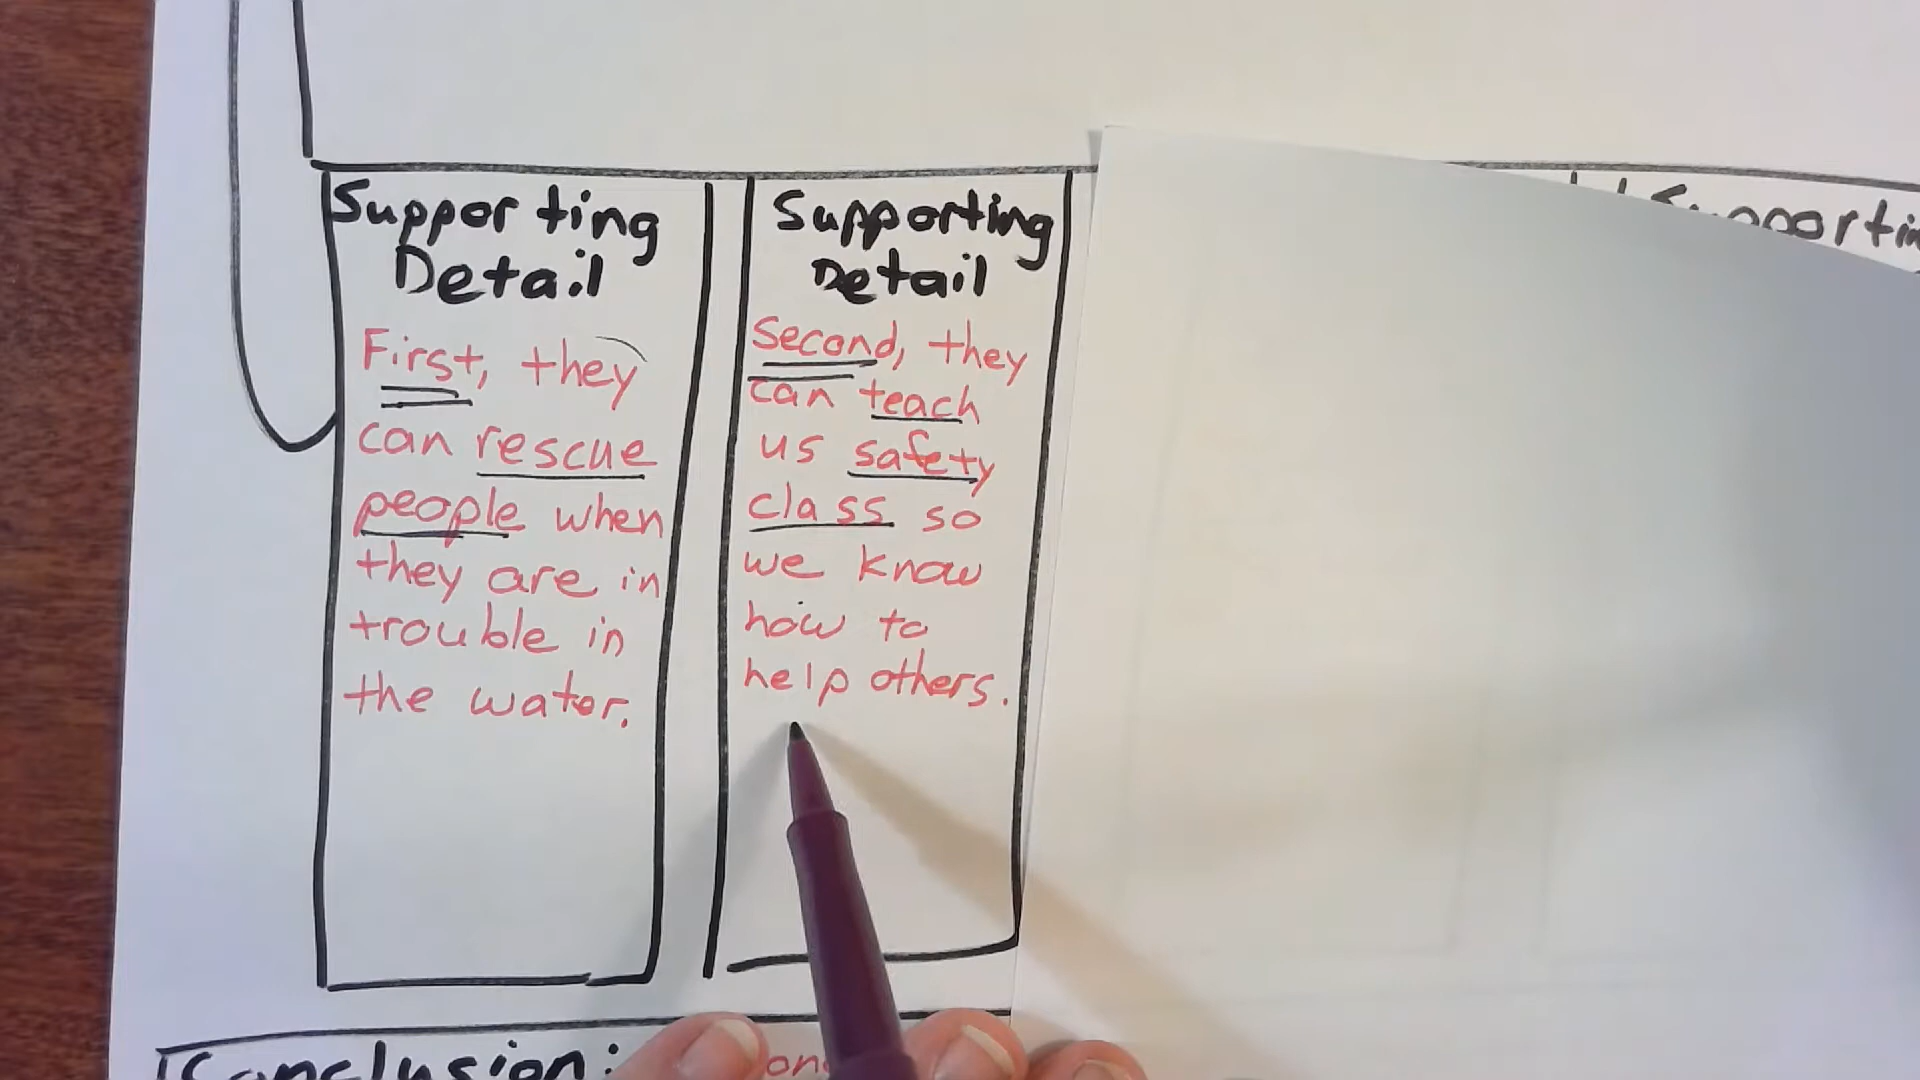 Supporting
Detail
First, they
can rescue
people when
they are in
trouble in
the water.
Supporting
Detail
Second, they
can teach
us safety
class so
we know
how to
help others.
Conclusion: